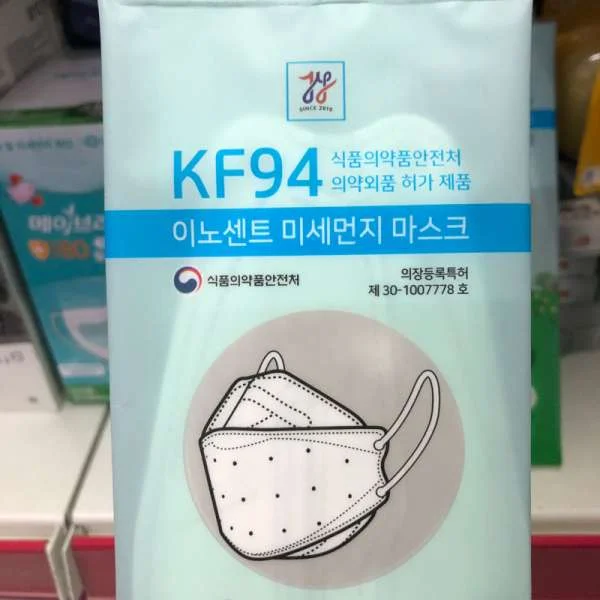 SINCE 2010
KF94
식품의약품안전처
의약외품 허가 제품
이노센트 미세먼지 마스크
식품의약품안전처
의장등록특허
제 30-1007778 호